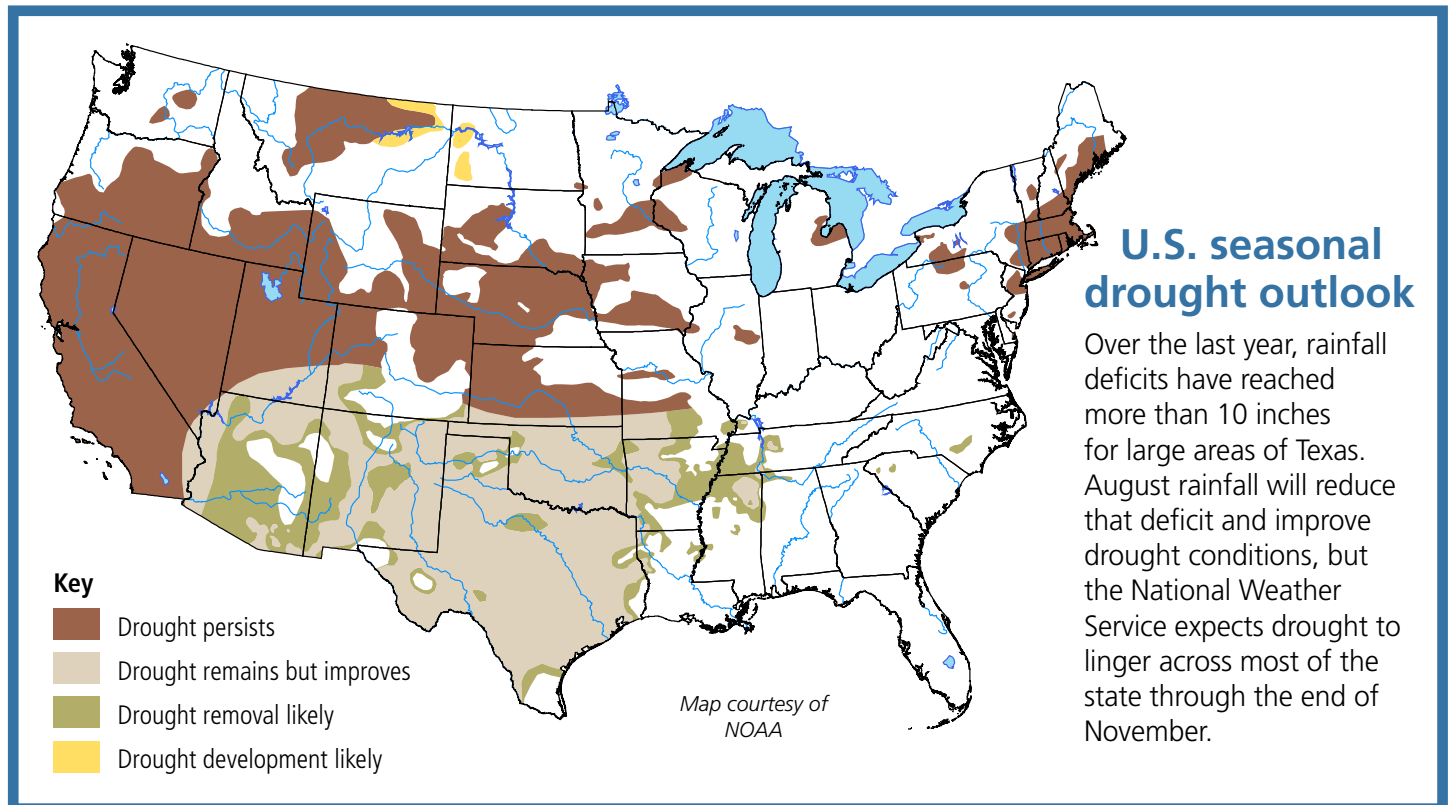 U.S. seasonal
drought outlook
Over the last year, rainfall
deficits have reached
more than 10 inches
for large areas of Texas.
August rainfall will reduce
that deficit and improve
drought conditions, but
the National Weather
Service expects drought to
linger across most of the
state through the end of
November.
Key
Drought persists
Drought remains but improves
Drought removal likely
Drought development likely
Map courtesy of
NOAA